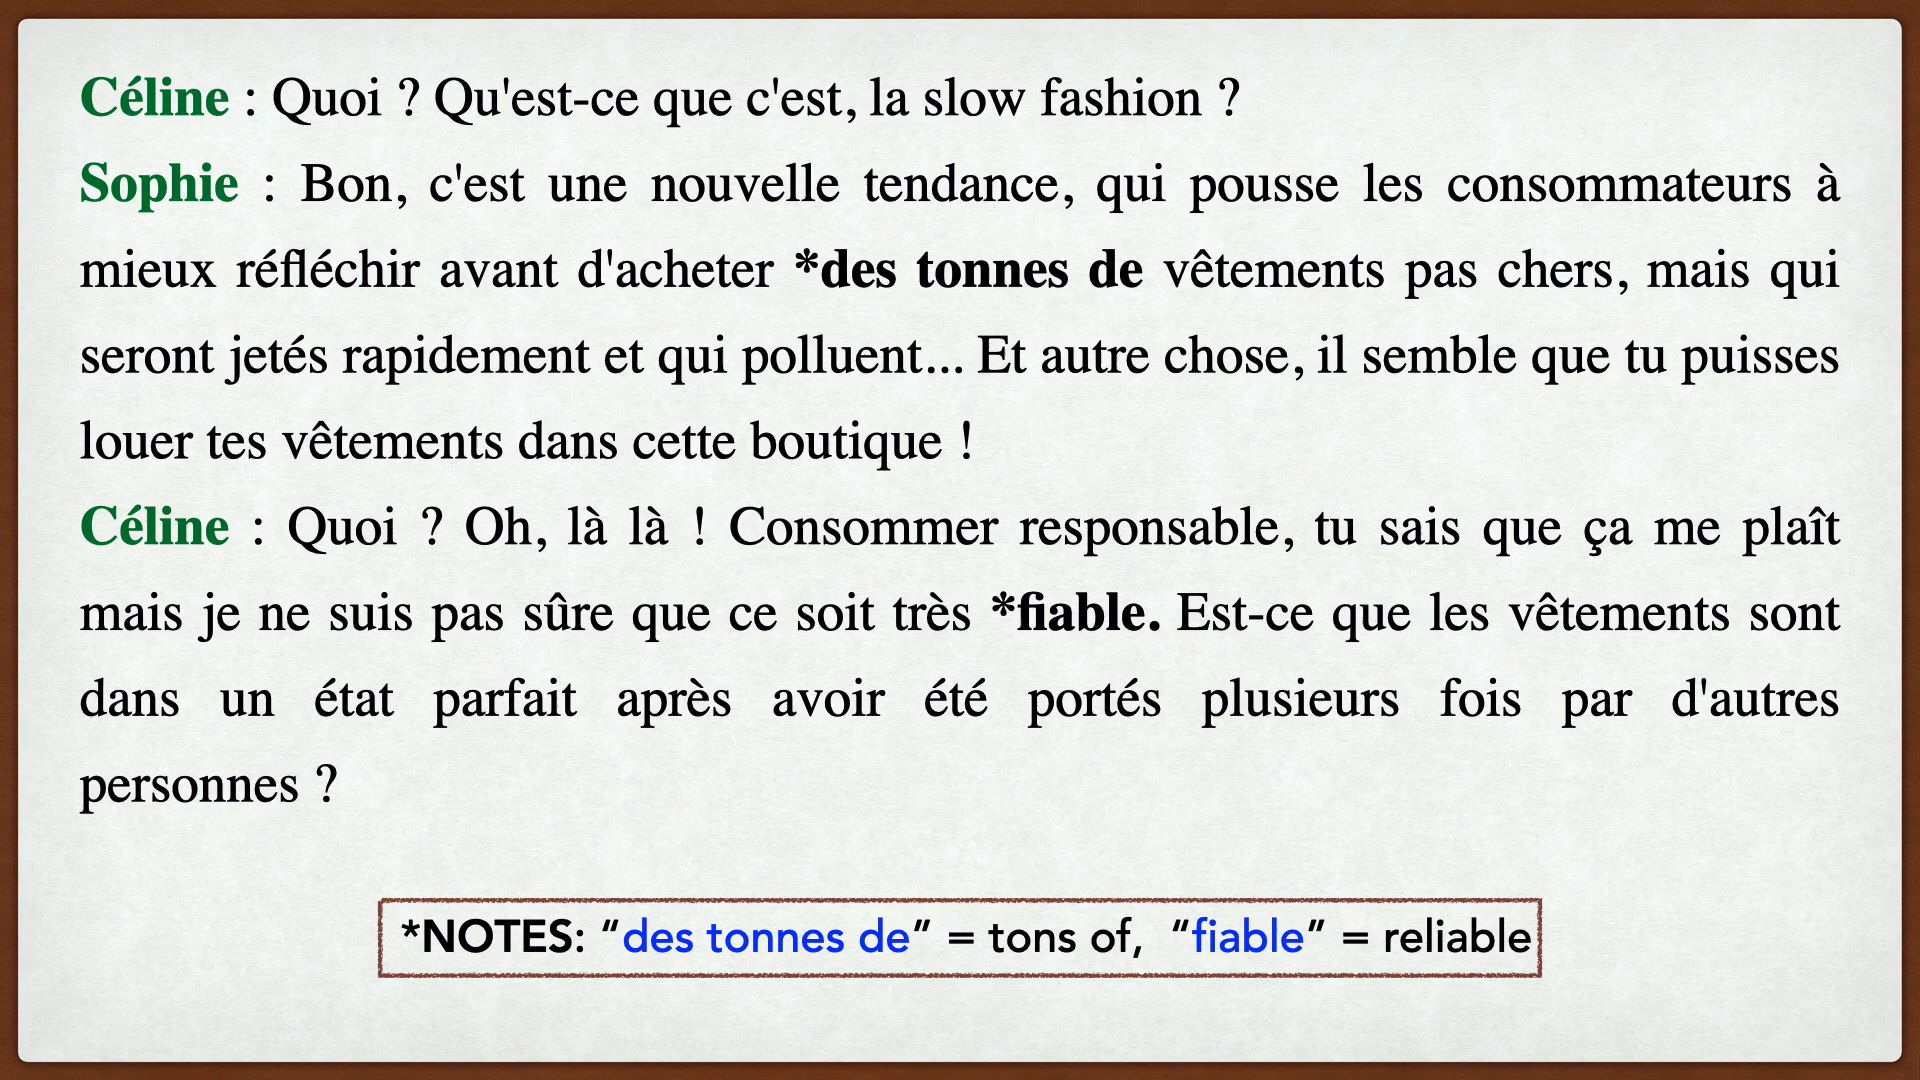 Céline : Quoi ? Qu'est-ce que c'est, la slow fashion ?
Sophie : Bon, c'est une nouvelle tendance, qui pousse les consommateurs à
mieux réfléchir avant d'acheter *des tonnes de vêtements pas chers, mais qui
seront jetés rapidement et qui polluent... Et autre chose, il semble que tu puisses
louer tes vêtements dans cette boutique !
Céline : Quoi ? Oh, là là ! Consommer responsable, tu sais que ça me plaît
mais je ne suis pas sûre que ce soit très *fiable. Est-ce que les vêtements sont
dans un état parfait après avoir été portés plusieurs fois par d'autres
personnes ?
*NOTES: “des tonnes de” = tons of, “fiable” = reliable